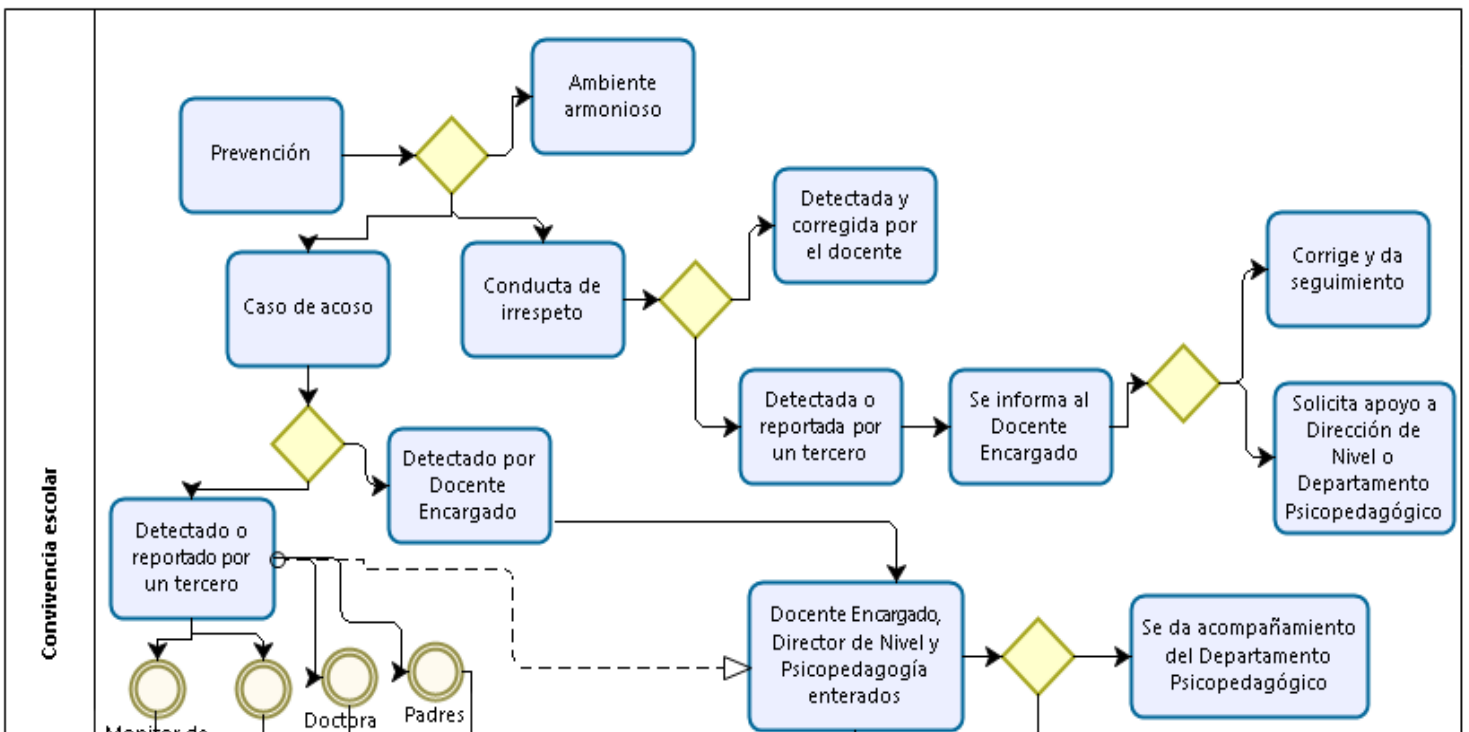 Convivencia escolar
Prevención
Ambiente
armonioso
Caso de acoso
Conducta de
irrespeto
Detectada y
corregida por
el docente
Corrige y da
seguimiento
Detectada o
reportada por
un tercero
Se informa al
Docente
Encargado
Solicita apoyo a
Dirección de
Nivel o
Departamento
Psicopedagógico
Detectado por
Docente
Encargado
Detectado o
reportado por
un tercero
Docente Encargado,
Director de Nivel y
Psicopedagogía
enterados
Se da acompañamiento
del Departamento
Psicopedagógico
Monitor de
Doctora
Padres